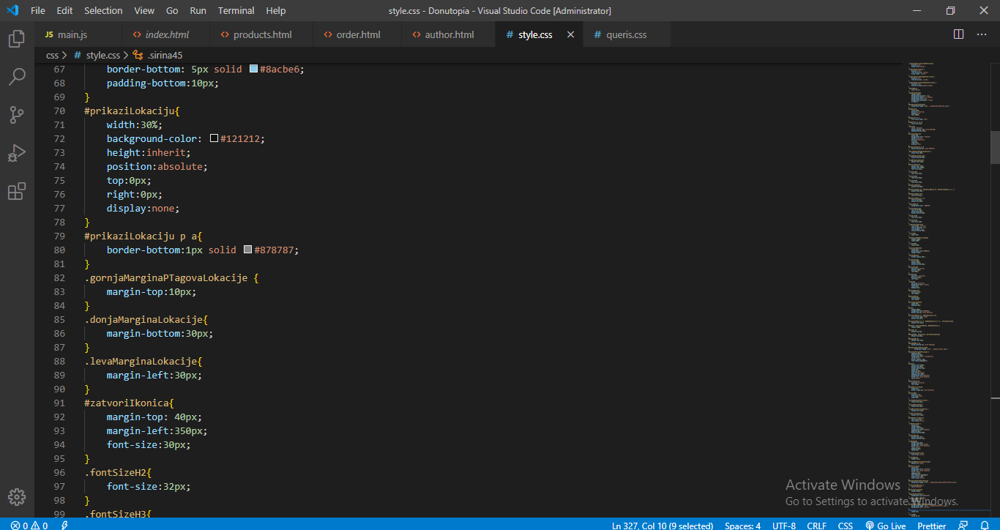 File Edit Selection View Go Run Terminal Help style.css - Donutopia - Visual Studio Code [Administrator]
JS main.js <> index.html <> products.html <> order.html <> author.html # style.css × # queris.css ...
css > # style.css > .sirina45
67 border-bottom: 5px solid #8acbe6;
68 padding-bottom:10px;
69 }
70 #prikaziLokaciju{
71 width:30%;
72 background-color: #121212;
73 height:inherit;
74 position:absolute;
75 top:0px;
76 right:0px;
77 display:none;
78 }
79 #prikaziLokaciju p a{
80 border-bottom:1px solid #878787;
81 }
82 .gornjaMarginaPTagovaLokacije {
83 margin-top:10px;
84 }
85 .donjaMarginaLokacije{
86 margin-bottom:30px;
87 }
88 .levaMarginaLokacije{
89 margin-left:30px;
90 }
91 #zatvoriIkonica{
92 margin-top: 40px;
93 margin-left:350px;
94 font-size:30px;
95 }
96 .fontSizeH2{
97 font-size:32px;
98 }
99 .fontSizeH3{
Activate Windows
Go to Settings to activate Windows.
0 0 Ln 327, Col 10 (9 selected) Spaces: 4 UTF-8 CRLF CSS Go Live Prettier